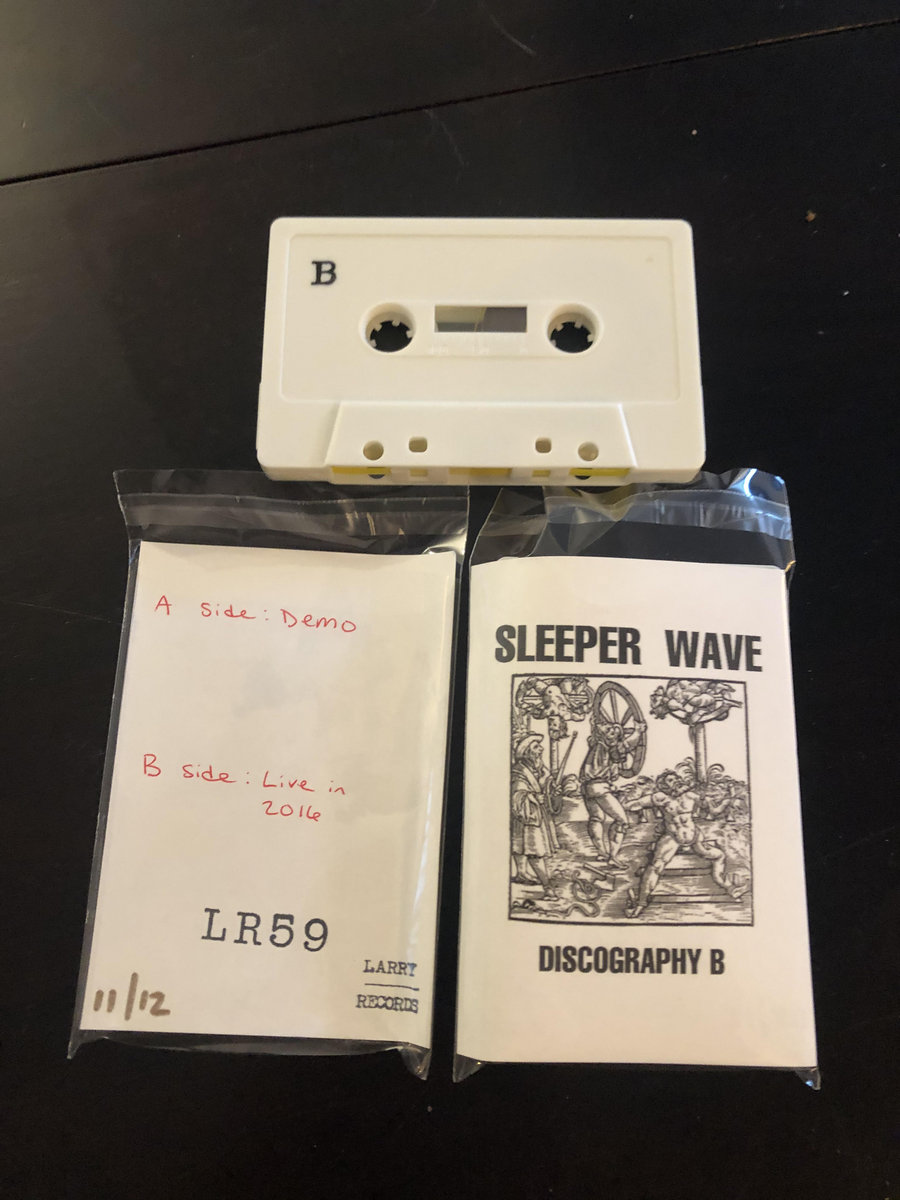 B
A side: Demo
B side: Live in
2016
LR59
LARRY
RECORDS
11/12
SLEEPER WAVE
DISCOGRAPHY B